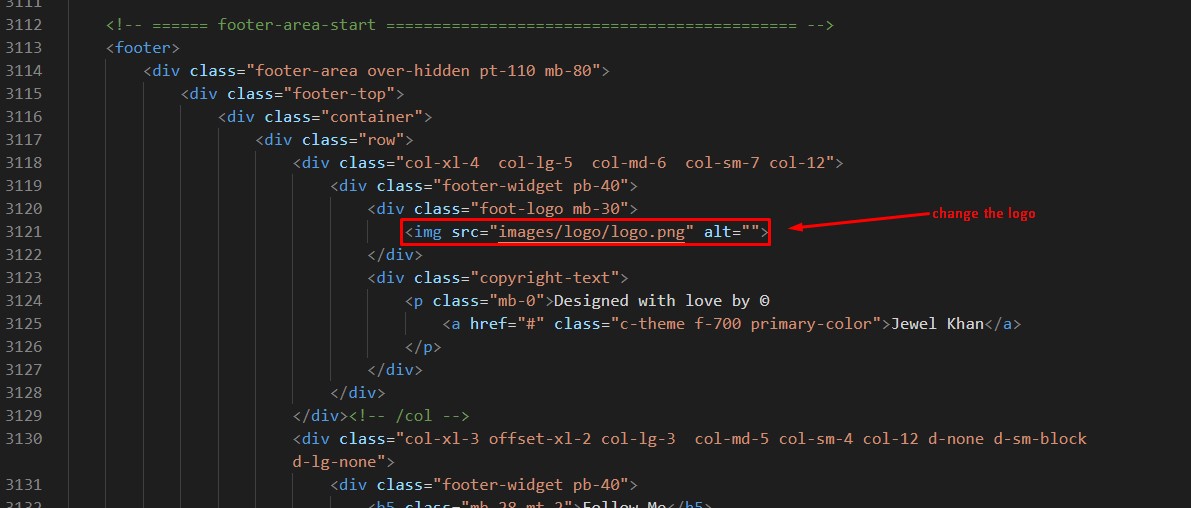 3111
3112 <!-- ====== footer-area-start =========================================== -->
3113 <footer>
3114 <div class="footer-area over-hidden pt-110 mb-80">
3115 <div class="footer-top">
3116 <div class="container">
3117 <div class="row">
3118 <div class="col-xl-4  col-lg-5  col-md-6  col-sm-7 col-12">
3119 <div class="footer-widget pb-40">
3120 <div class="foot-logo mb-30">
3121 <img src="images/logo/logo.png" alt=""> change the logo
3122 </div>
3123 <div class="copyright-text">
3124 <p class="mb-0">Designed with love by ©
3125 <a href="#" class="c-theme f-700 primary-color">Jewel Khan</a>
3126 </p>
3127 </div>
3128 </div>
3129 </div><!-- /col -->
3130 <div class="col-xl-3 offset-xl-2 col-lg-3  col-md-5 col-sm-4 col-12 d-none d-sm-block
d-lg-none">
3131 <div class="footer-widget pb-40">
3132 <h5 class="mb-28 mt-2">Follow Me</h5>